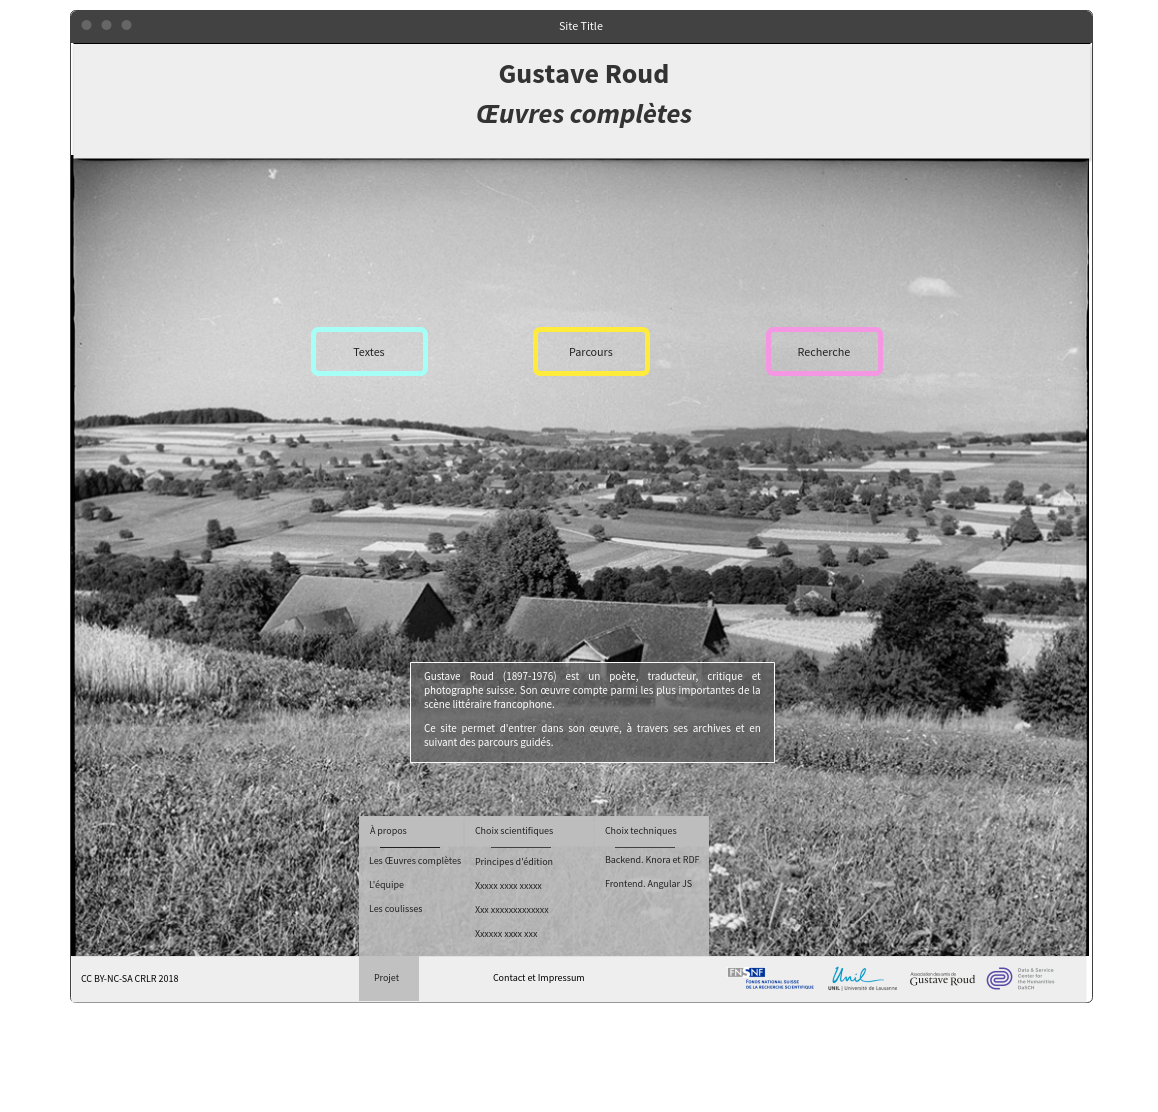 Site Title
Gustave Roud
Œuvres complètes
Textes
Parcours
Recherche
Gustave Roud (1897-1976) est un poète, traducteur, critique et
photographe suisse. Son œuvre compte parmi les plus importantes de la
scène littéraire francophone.
Ce site permet d'entrer dans son œuvre, à travers ses archives et en
suivant des parcours guidés.
À propos
Les Œuvres complètes
L'équipe
Les coulisses
Choix scientifiques
Principes d'édition
Xxxxx xxxx xxxxx
Xxx xxxxxxxxxxxxx
Xxxxxx xxxx xxx
Choix techniques
Backend. Knora et RDF
Frontend. Angular JS
CC BY-NC-SA CRLR 2018
Projet
Contact et Impressum
FNSNF
FONDS NATIONAL SUISSE
DE LA RECHERCHE SCIENTIFIQUE
Unil
UNIL | Université de Lausanne
Association des amis de
Gustave Roud
Data & Service
Center for
the Humanities
DaSCH